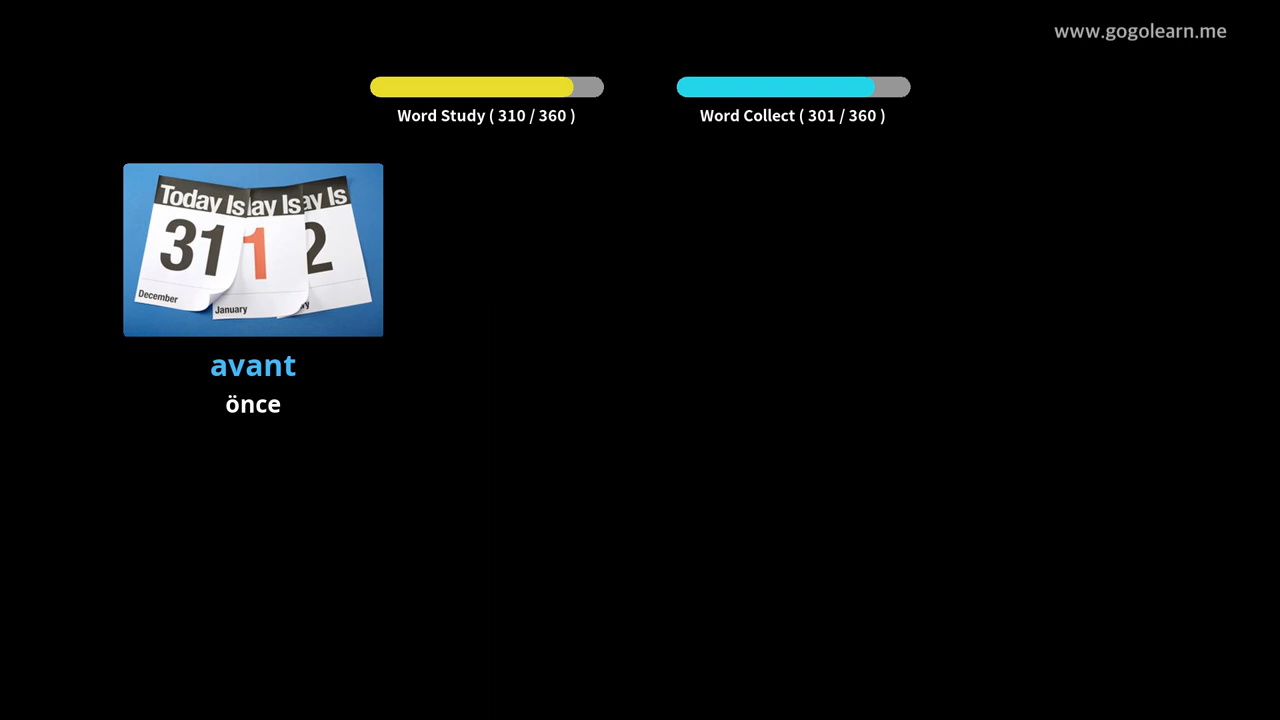 www.gogolearn.me
Word Study ( 310 / 360 )
Word Collect ( 301 / 360 )
Today Is ay Is ay Is
31 1 2
December
January
ry
avant
önce